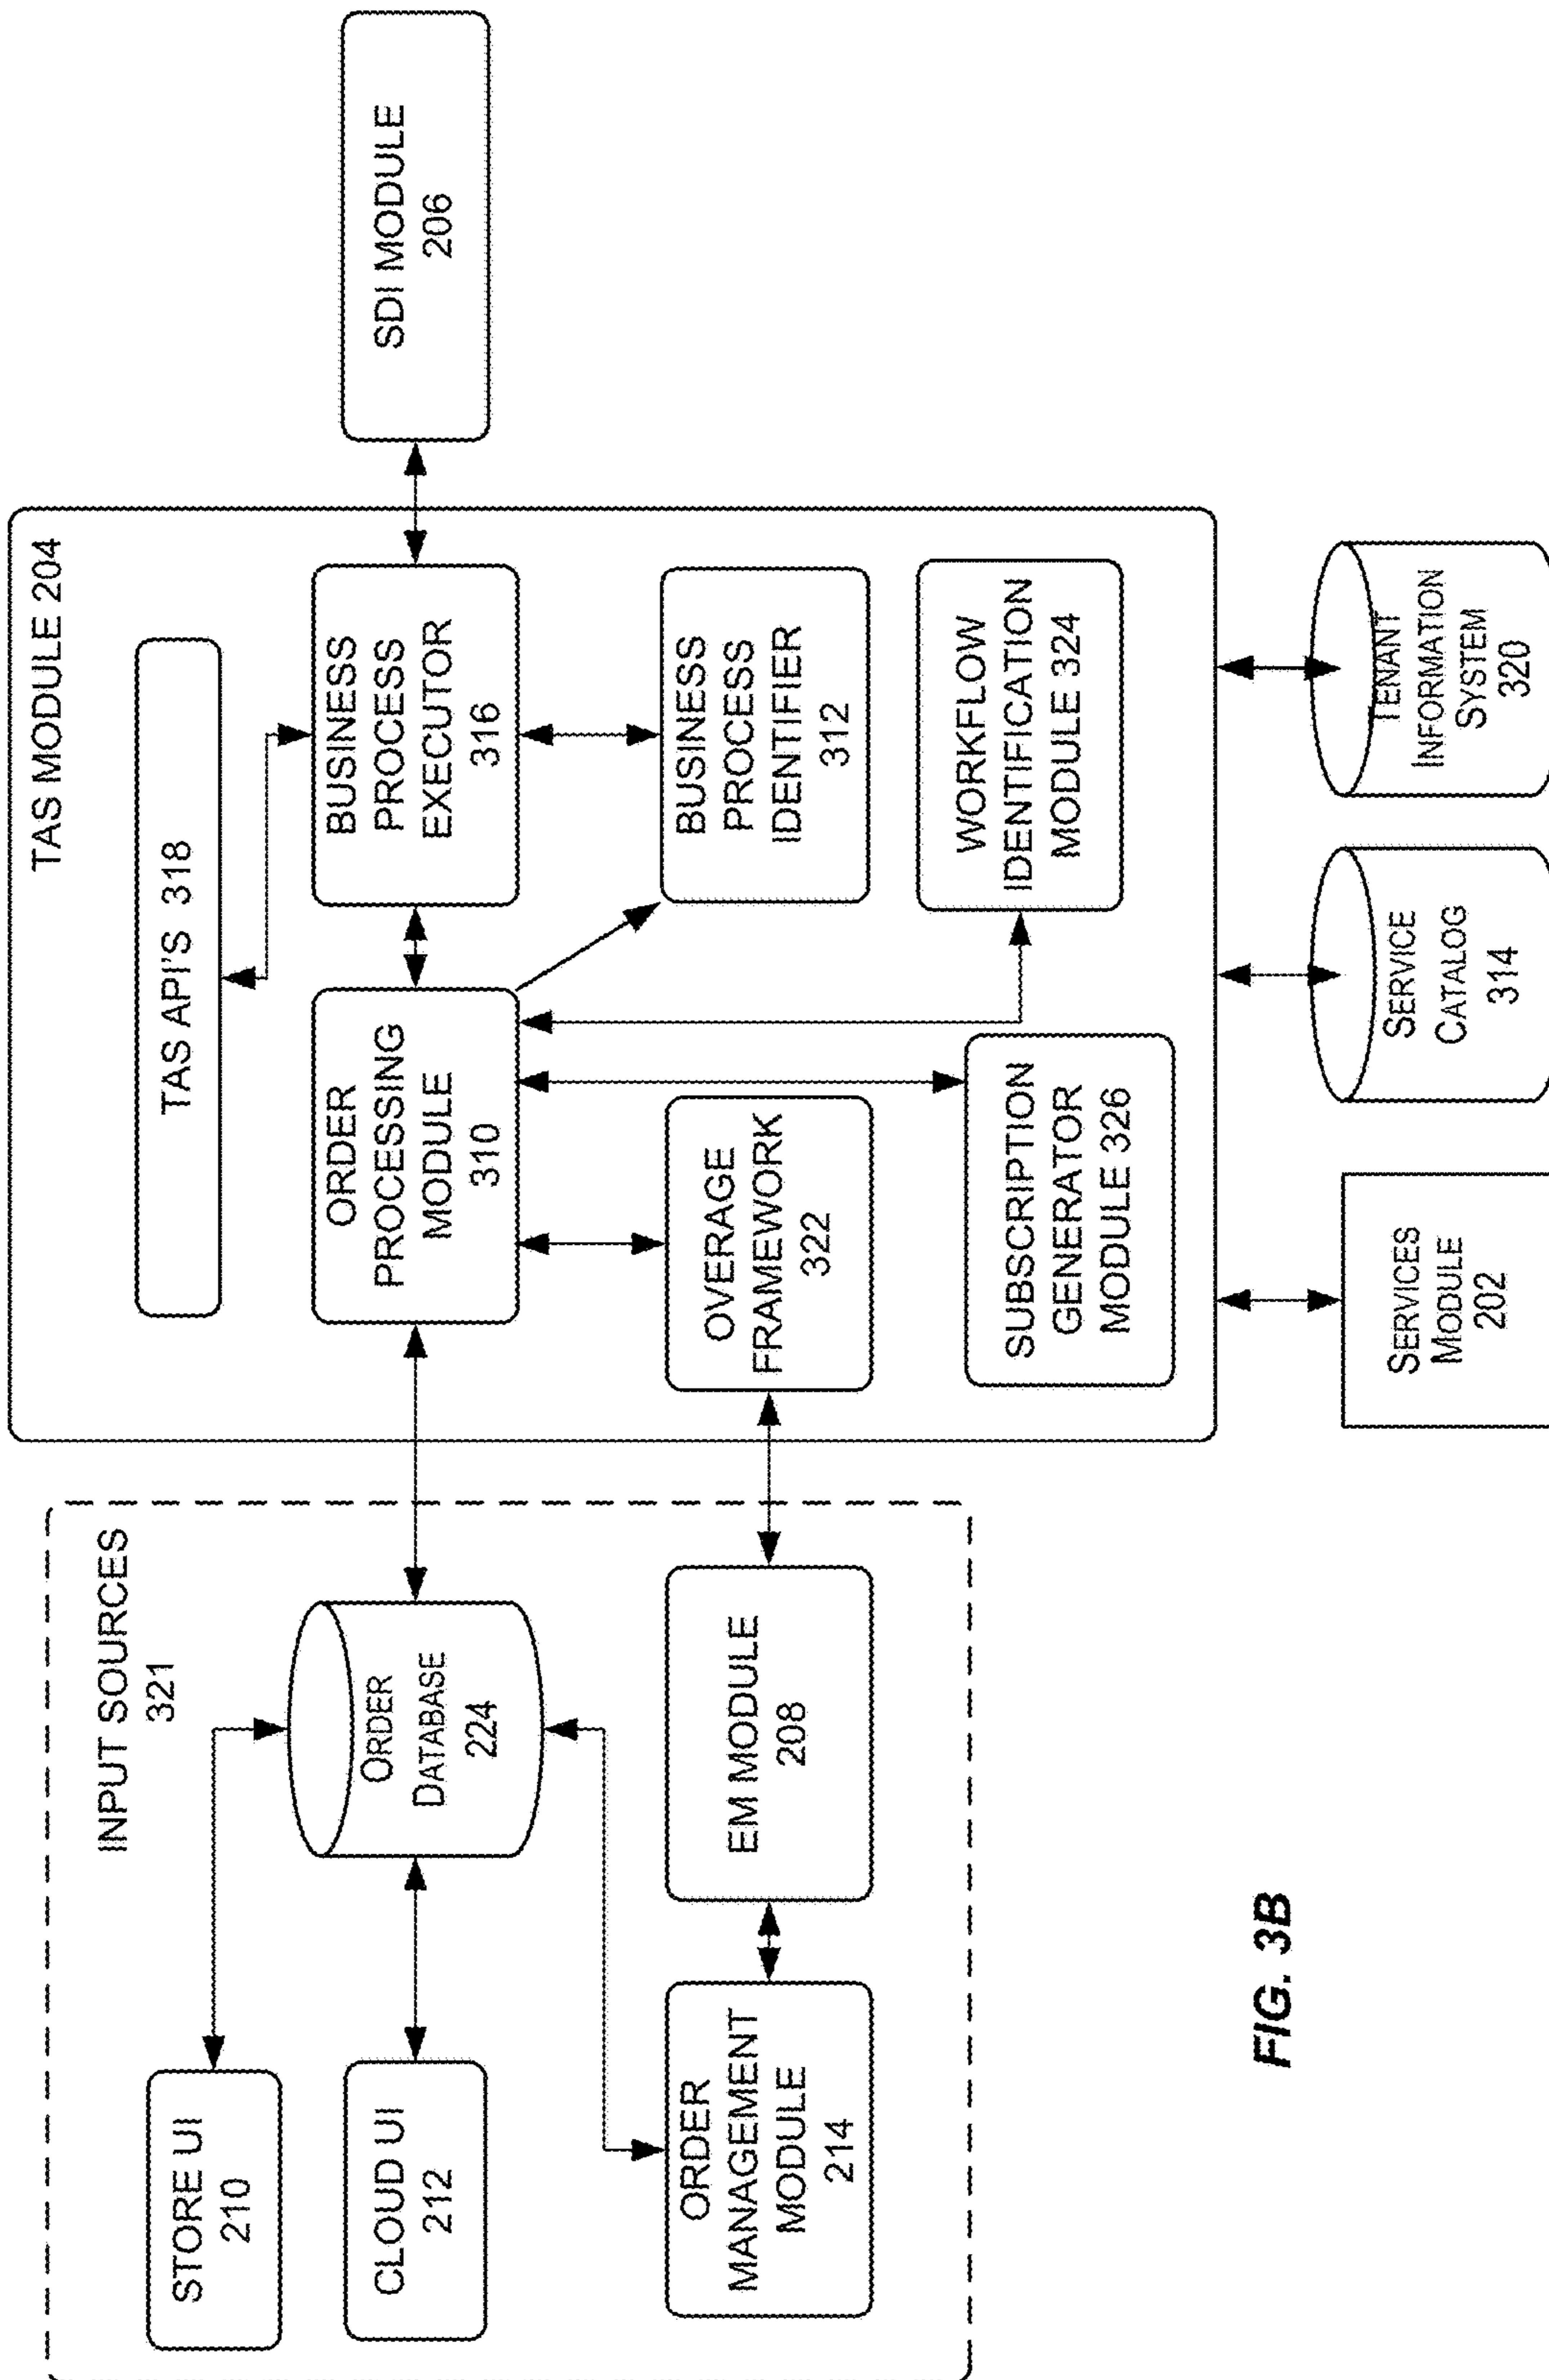 INPUT SOURCES
321
STORE UI
210
CLOUD UI
212
ORDER
MANAGEMENT
MODULE
214
ORDER
DATABASE
224
EM MODULE
208
TAS MODULE 204
TAS API'S 318
ORDER
PROCESSING
MODULE
310
BUSINESS
PROCESS
EXECUTOR
316
OVERAGE
FRAMEWORK
322
BUSINESS
PROCESS
IDENTIFIER
312
SUBSCRIPTION
GENERATOR
MODULE 326
WORKFLOW
IDENTIFICATION
MODULE 324
SDI MODULE
206
SERVICES
MODULE
202
SERVICE
CATALOG
314
TENANT
INFORMATION
SYSTEM
320
FIG. 3B